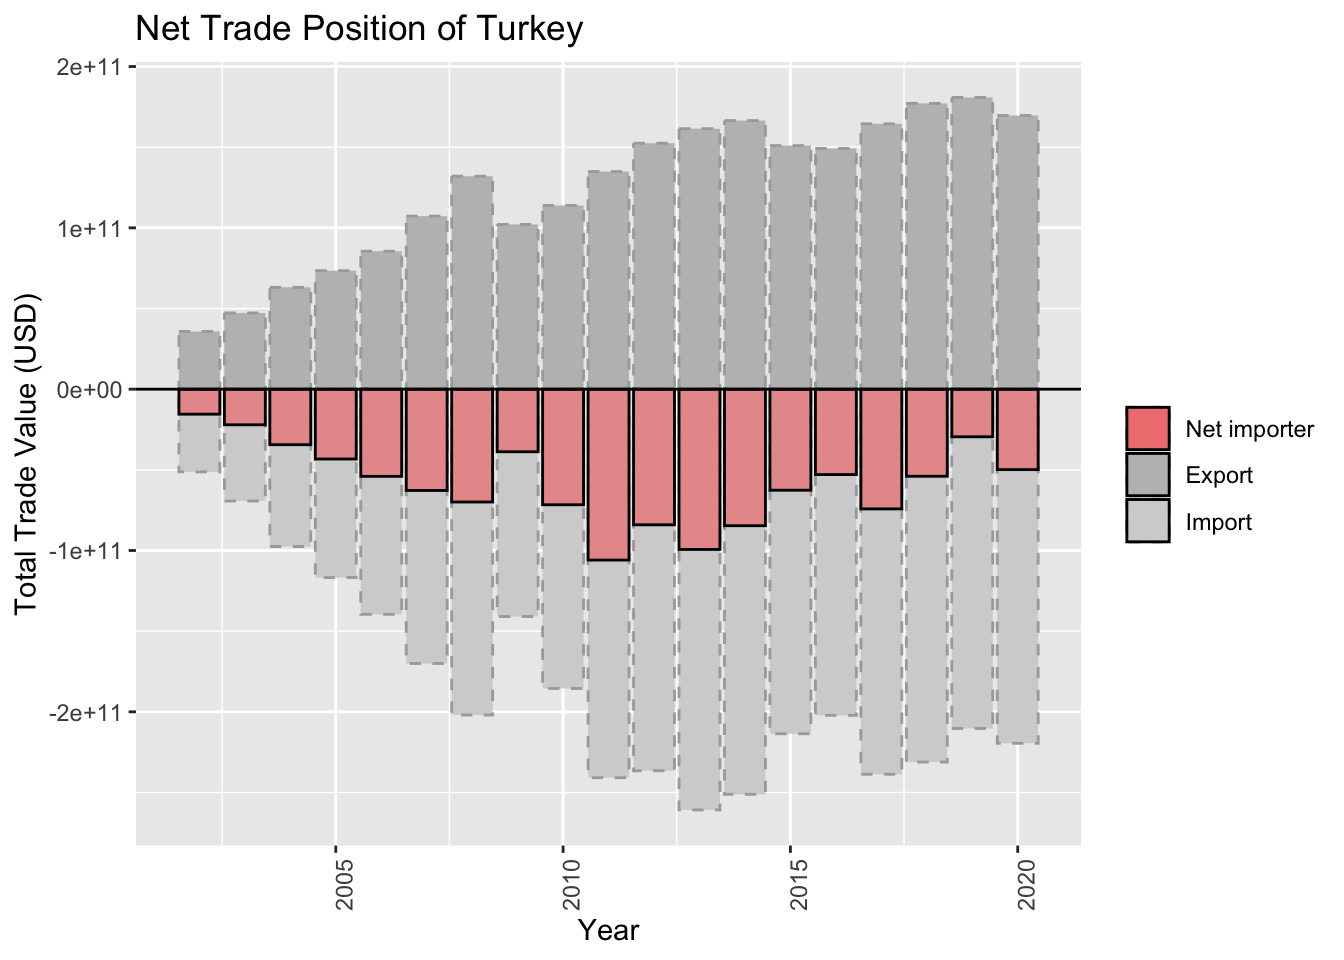 Net Trade Position of Turkey
Total Trade Value (USD)
2e+11
1e+11
0e+00
-1e+11
-2e+11
2005
2010
2015
2020
Year
Net importer
Export
Import